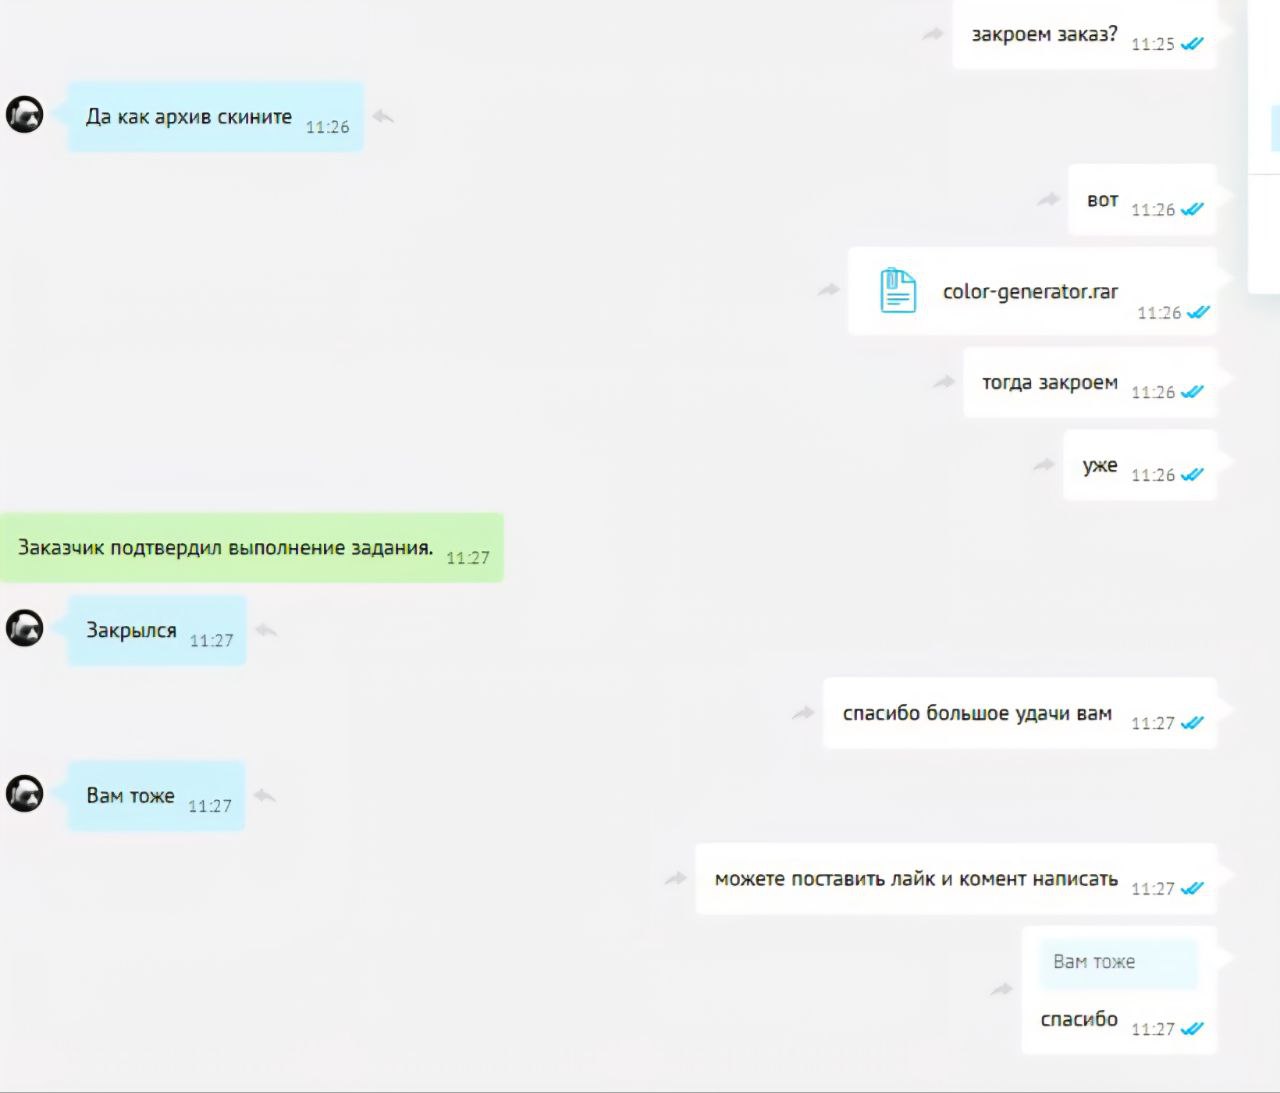 закроем заказ? 11:25
Да как архив скините 11:26
вот 11:26
color-generator.rar
11:26
тогда закроем 11:26
уже 11:26
Заказчик подтвердил выполнение задания. 11:27
Закрылся 11:27
спасибо большое удачи вам 11:27
Вам тоже 11:27
можете поставить лайк и комент написать 11:27
Вам тоже
спасибо 11:27